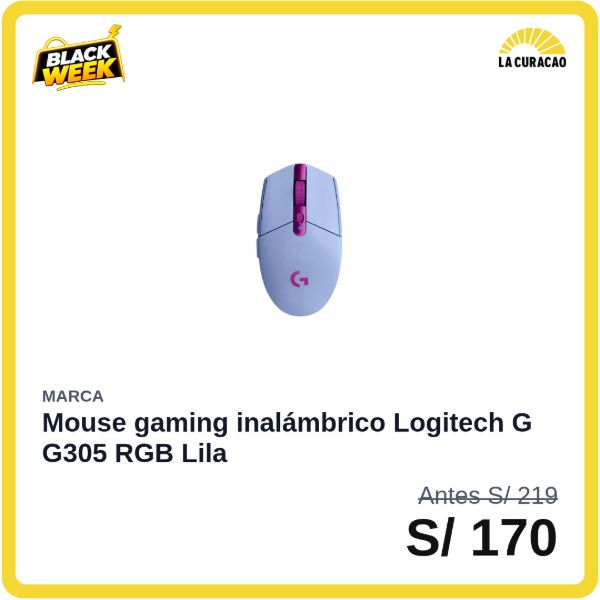 BLACK
WEEK
LA CURACAO
G
MARCA
Mouse gaming inalámbrico Logitech G
G305 RGB Lila
Antes S/ 219
S/ 170